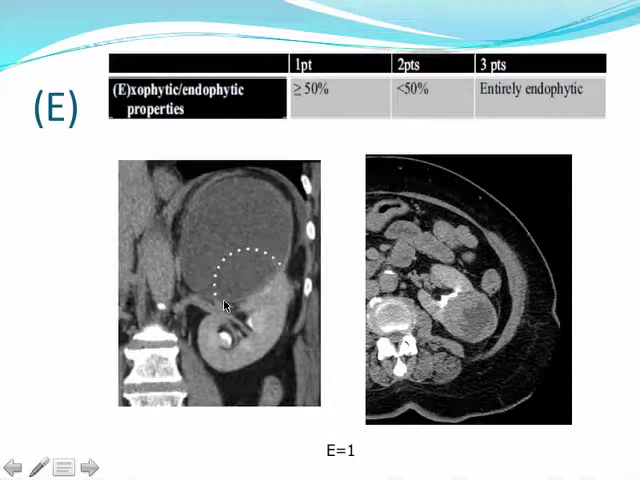 1pt 2pts 3 pts
(E)xophytic/endophytic properties ≥ 50% <50% Entirely endophytic
(E)
E=1